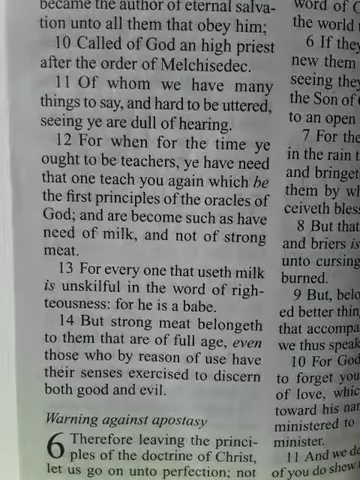 became the author of eternal salva-
tion unto all them that obey him;
10 Called of God an high priest
after the order of Melchisedec.
11 Of whom we have many
things to say, and hard to be uttered,
seeing ye are dull of hearing.
12 For when for the time ye
ought to be teachers, ye have need
that one teach you again which be
the first principles of the oracles of
God; and are become such as have
need of milk, and not of strong
meat.
13 For every one that useth milk
is unskilful in the word of righ-
teousness: for he is a babe.
14 But strong meat belongeth
to them that are of full age, even
those who by reason of use have
their senses exercised to discern
both good and evil.
Warning against apostasy
6 Therefore leaving the princi-
ples of the doctrine of Christ,
let us go on unto perfection; not
word of
the world
6 If they
new them
seeing they
the Son of
to an open
7 For the
in the rain
and bringet
them by
ceiveth bles
8 But that
and briers is
unto cursing
burned.
9 But, belo
ed better thin
that accompa
we thus speak
10 For God
to forget you
of love, whic
toward his nar
ministered to
minister.
11 And we de
of you do shew